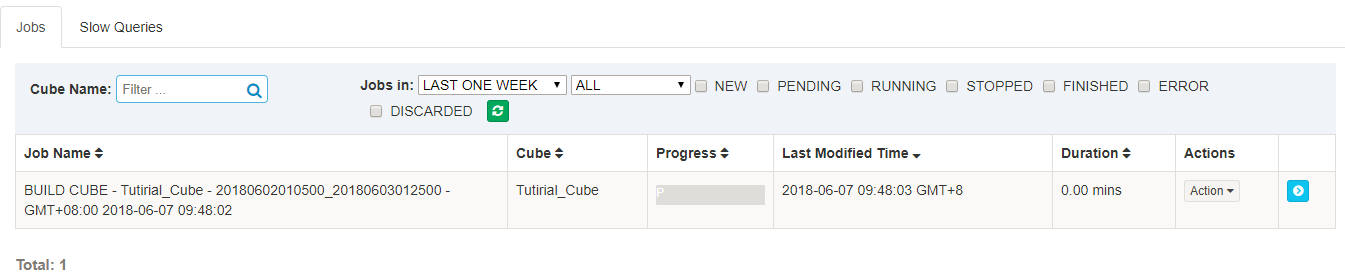 Jobs Slow Queries
Cube Name: Filter ... Jobs in: LAST ONE WEEK ALL NEW PENDING RUNNING STOPPED FINISHED ERROR
DISCARDED
Job Name Cube Progress Last Modified Time Duration Actions
BUILD CUBE - Tutirial_Cube - 20180602010500_20180603012500 - Tutirial_Cube P 2018-06-07 09:48:03 GMT+8 0.00 mins Action
GMT+08:00 2018-06-07 09:48:02
Total: 1